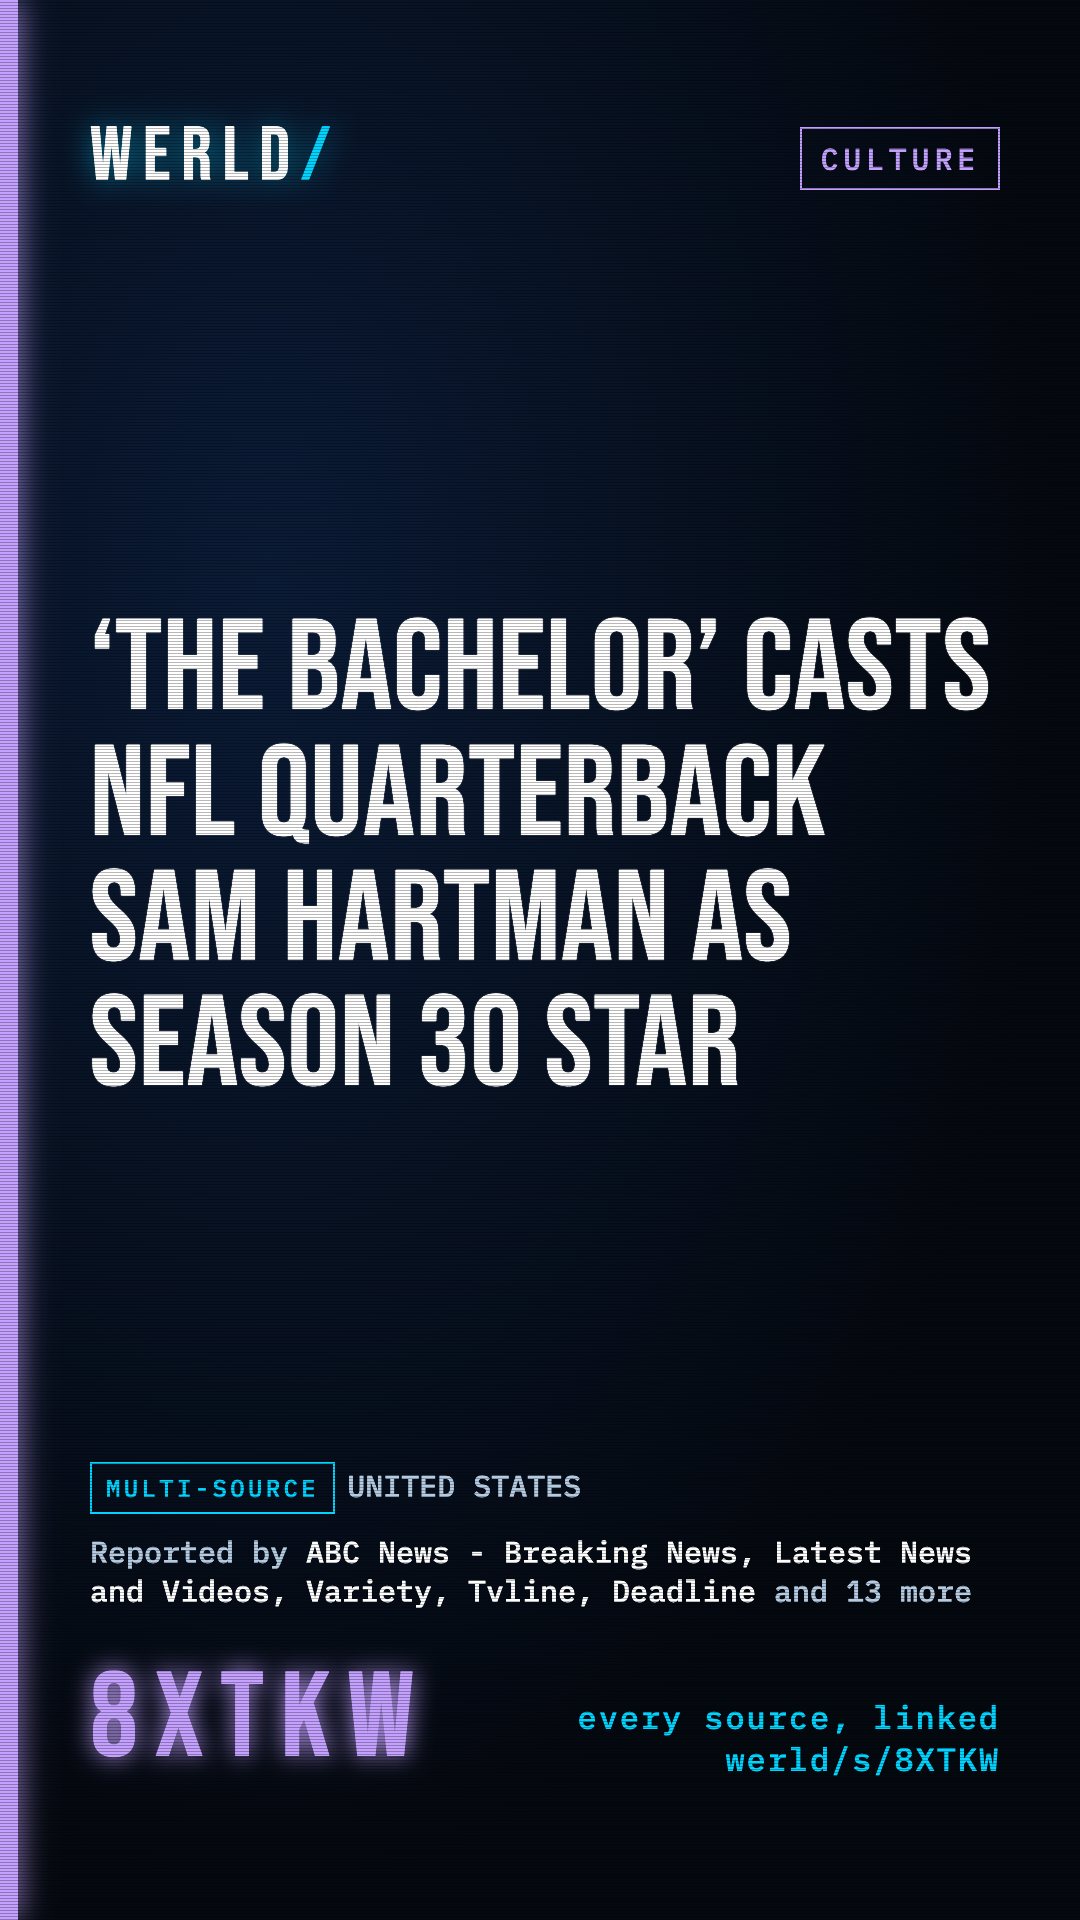 WERLD/
CULTURE
‘THE BACHELOR’ CASTS
NFL QUARTERBACK
SAM HARTMAN AS
SEASON 30 STAR
MULTI-SOURCE UNITED STATES
Reported by ABC News - Breaking News, Latest News
and Videos, Variety, Tvline, Deadline and 13 more
8XTKW
every source, linked
werld/s/8XTKW